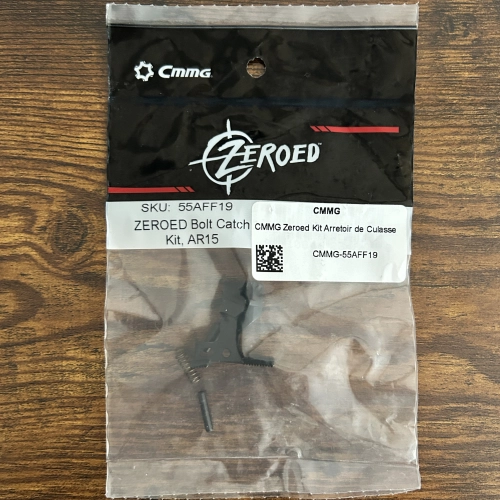 CMMG
ZEROED
SKU: 55AFF19
ZEROED Bolt Catch
Kit, AR15
CMMG
CMMG Zeroed Kit Arretoir de Culasse
CMMG-55AFF19